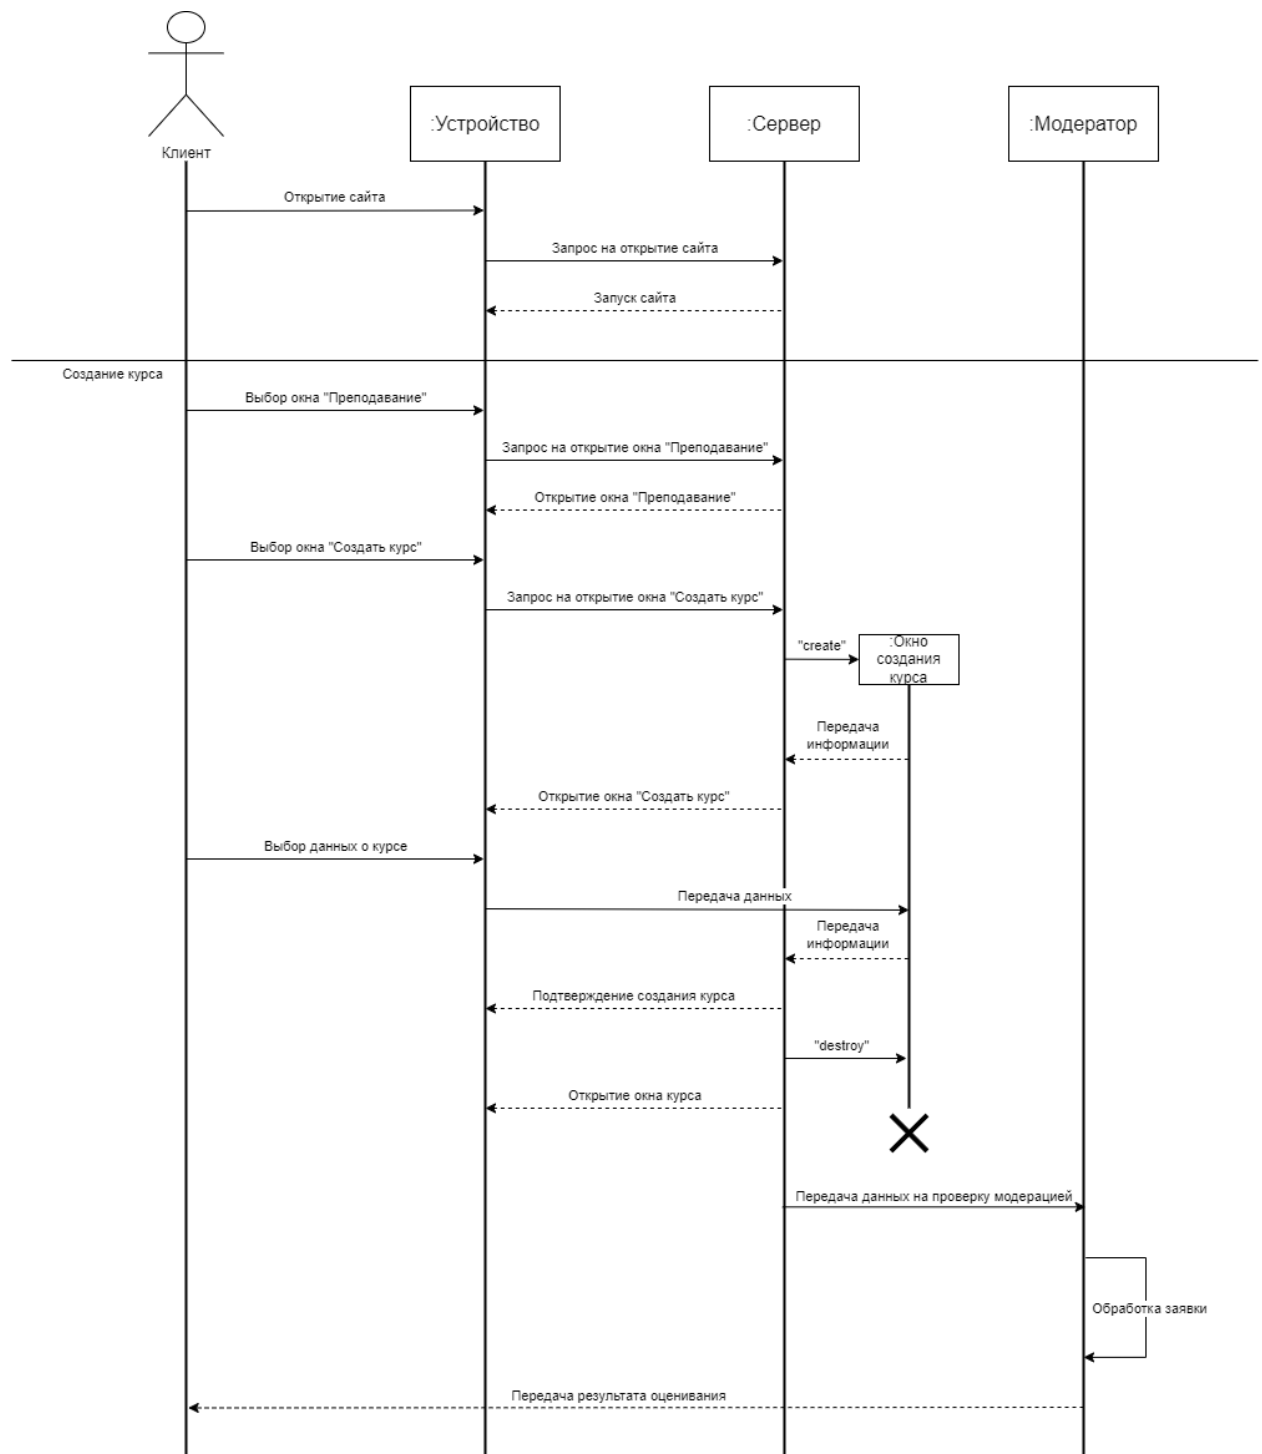 Клиент
:Устройство
:Сервер
:Модератор
Открытие сайта
Запрос на открытие сайта
Запуск сайта
Создание курса
Выбор окна "Преподавание"
Запрос на открытие окна "Преподавание"
Открытие окна "Преподавание"
Выбор окна "Создать курс"
Запрос на открытие окна "Создать курс"
"create"
:Окно
создания
курса
Передача
информации
Открытие окна "Создать курс"
Выбор данных о курсе
Передача данных
Передача
информации
Подтверждение создания курса
"destroy"
Открытие окна курса
Передача данных на проверку модерацией
Обработка заявки
Передача результата оценивания